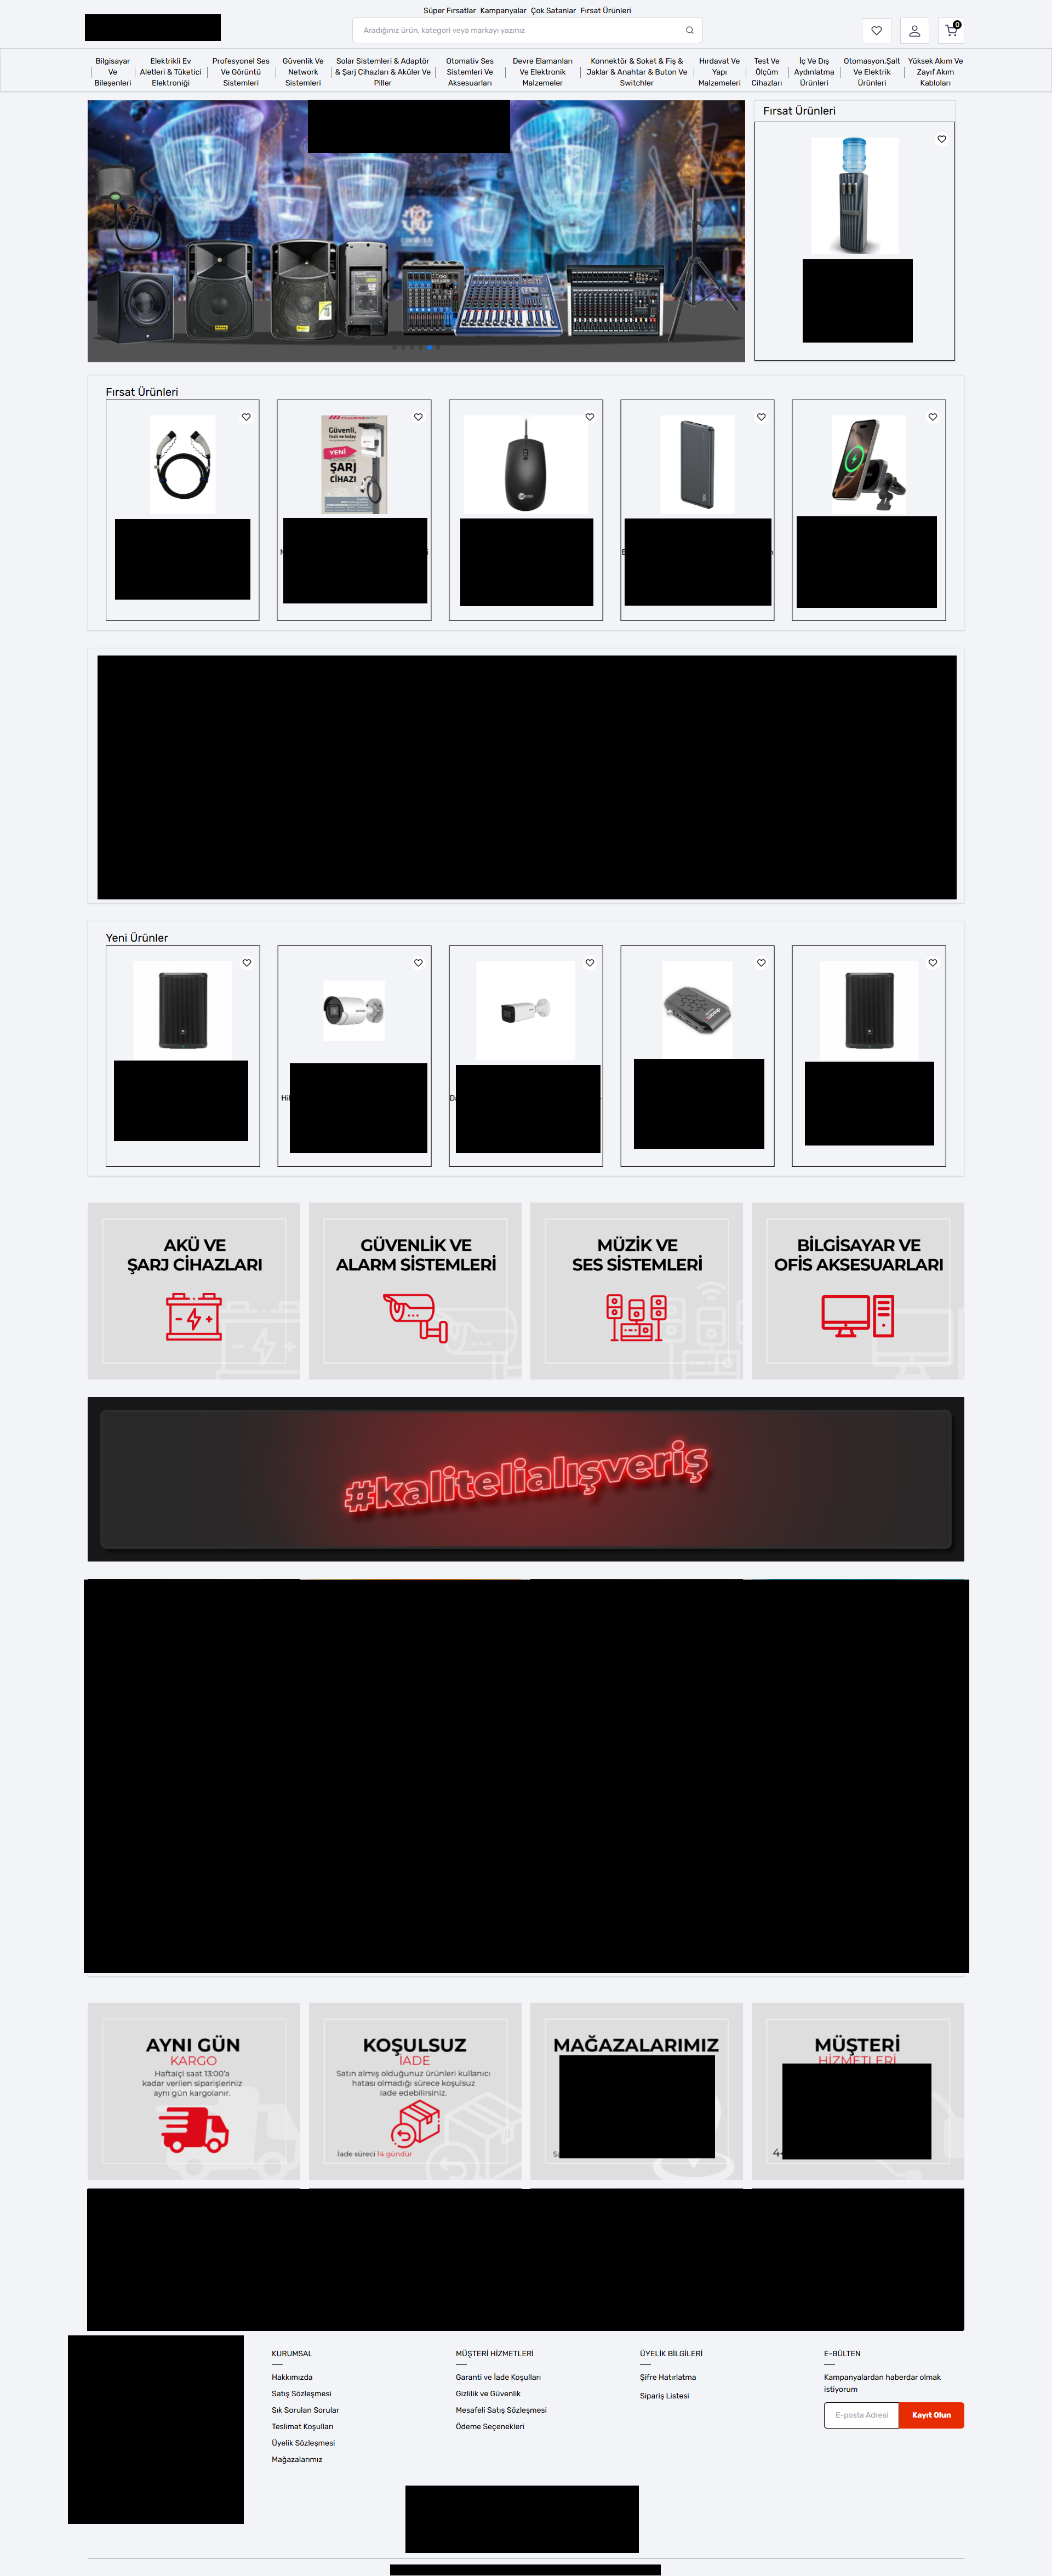 Süper Fırsatlar Kampanyalar Çok Satanlar Fırsat Ürünleri
Aradığınız ürün, kategori veya markayı yazınız
0
Bilgisayar
Ve
Bileşenleri
Elektrikli Ev
Aletleri & Tüketici
Elektroniği
Profesyonel Ses
Ve Görüntü
Sistemleri
Güvenlik Ve
Network
Sistemleri
Solar Sistemleri & Adaptör
& Şarj Cihazları & Aküler Ve
Piller
Otomativ Ses
Sistemleri Ve
Aksesuarları
Devre Elamanları
Ve Elektronik
Malzemeler
Konnektör & Soket & Fiş &
Jaklar & Anahtar & Buton Ve
Switchler
Hırdavat Ve
Yapı
Malzemeleri
Test Ve
Ölçüm
Cihazları
İç Ve Dış
Aydınlatma
Ürünleri
Otomasyon,Şalt
Ve Elektrik
Ürünleri
Yüksek Akım Ve
Zayıf Akım
Kabloları
Fırsat Ürünleri
Fırsat Ürünleri
Güvenli,
hızlı ve kolay
YENİ
ŞARJ
CİHAZI
Yeni Ürünler
AKÜ VE
ŞARJ CİHAZLARI
GÜVENLİK VE
ALARM SİSTEMLERİ
MÜZİK VE
SES SİSTEMLERİ
BİLGİSAYAR VE
OFİS AKSESUARLARI
#kalitelialışveriş
AYNI GÜN
KARGO
Haftaiçi saat 13:00'a
kadar verilen siparişleriniz
aynı gün kargolanır.
KOŞULSUZ
İADE
Satın almış olduğunuz ürünleri kullanıcı
hatası olmadığı sürece koşulsuz
iade edebilirsiniz.
İade süreci 14 gündür
MAĞAZALARIMIZ
MÜŞTERİ
HİZMETLERİ
KURUMSAL
Hakkımızda
Satış Sözleşmesi
Sık Sorulan Sorular
Teslimat Koşulları
Üyelik Sözleşmesi
Mağazalarımız
MÜŞTERİ HİZMETLERİ
Garanti ve İade Koşulları
Gizlilik ve Güvenlik
Mesafeli Satış Sözleşmesi
Ödeme Seçenekleri
ÜYELİK BİLGİLERİ
Şifre Hatırlatma
Sipariş Listesi
E-BÜLTEN
Kampanyalardan haberdar olmak
istiyorum
E-posta Adresi
Kayıt Olun